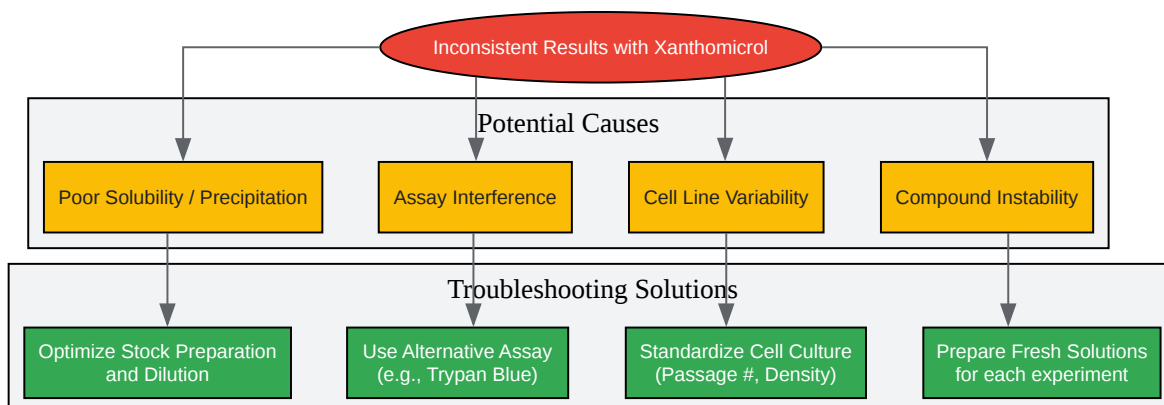 Inconsistent Results with Xanthomicrol
Potential Causes
Poor Solubility / Precipitation
Assay Interference
Cell Line Variability
Compound Instability
Troubleshooting Solutions
Optimize Stock Preparation
and Dilution
Use Alternative Assay
(e.g., Trypan Blue)
Standardize Cell Culture
(Passage #, Density)
Prepare Fresh Solutions
for each experiment